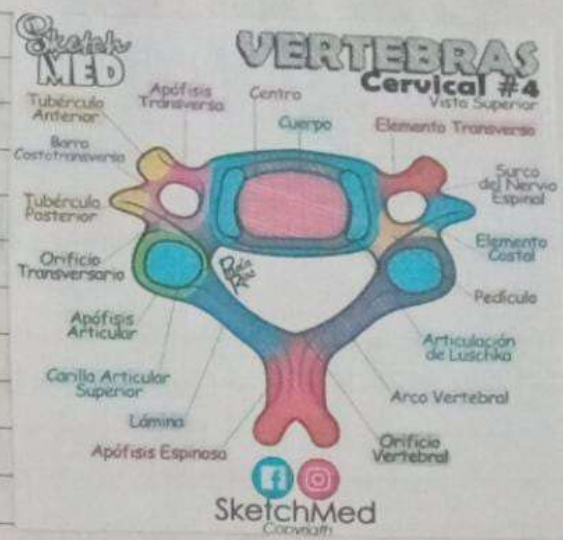 Sketch
MED
VERTEBRAS
Cervical #4
Vista Superior
Tubérculo
Anterior
Apófisis
Transversa
Centro
Cuerpo
Elemento Transverso
Barra
Costotransversa
Surco
del Nervio
Espinal
Tubérculo
Posterior
Elemento
Costal
Orificio
Transversario
Pedículo
Apófisis
Articular
Articulación
de Luschka
Carilla Articular
Superior
Arco Vertebral
Lámina
Apófisis Espinosa
Orificio
Vertebral
SketchMed
Copyright